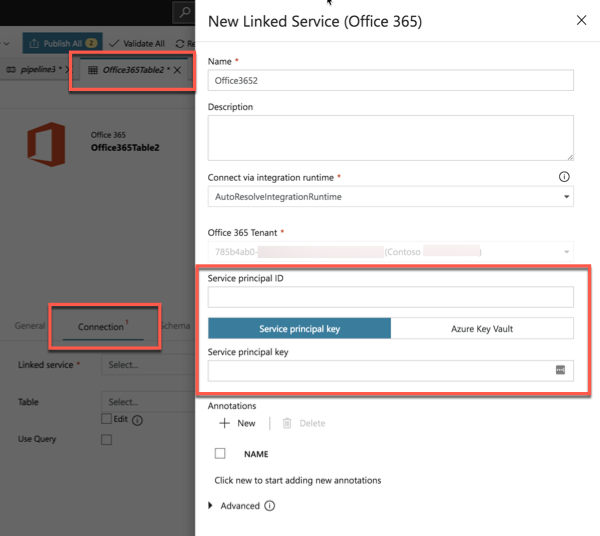 Publish All 2 Validate All Re
pipeline3 *
Office365Table2 *
Office 365
Office365Table2
General Connection 1 Schema
Linked service * Select...
Table Select...
Edit
Use Query
New Linked Service (Office 365)
Name *
Office3652
Description
Connect via integration runtime *
AutoResolveIntegrationRuntime
Office 365 Tenant *
785b4ab0- (Contoso )
Service principal ID
Service principal key Azure Key Vault
Service principal key
Annotations
New Delete
NAME
Click new to start adding new annotations
Advanced